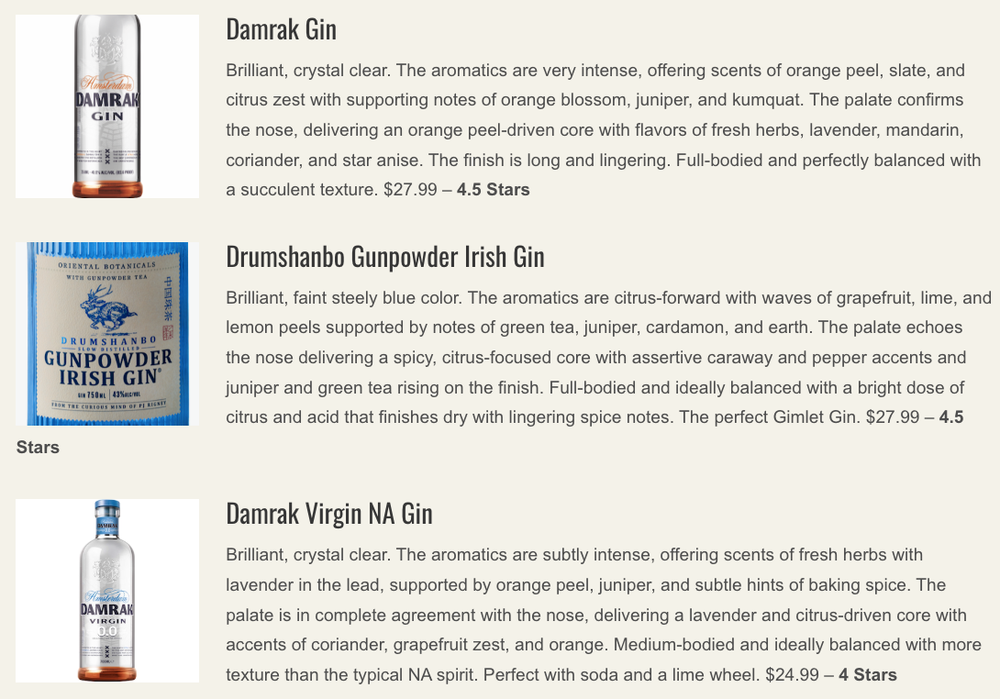 Damrak Gin
Amsterdam
DAMRAK
GIN
XXX
Brilliant, crystal clear. The aromatics are very intense, offering scents of orange peel, slate, and
citrus zest with supporting notes of orange blossom, juniper, and kumquat. The palate confirms
the nose, delivering an orange peel-driven core with flavors of fresh herbs, lavender, mandarin,
coriander, and star anise. The finish is long and lingering. Full-bodied and perfectly balanced with
a succulent texture. $27.99 – 4.5 Stars
Drumshanbo Gunpowder Irish Gin
ORIENTAL BOTANICALS
WITH GUNPOWDER TEA
DRUMSHANBO
SLOW DISTILLED
GUNPOWDER
IRISH GIN®
GIN 750ML 43%ALC/VOL
FROM THE CURIOUS MIND OF PJ RIGNEY
Brilliant, faint steely blue color. The aromatics are citrus-forward with waves of grapefruit, lime, and
lemon peels supported by notes of green tea, juniper, cardamon, and earth. The palate echoes
the nose delivering a spicy, citrus-focused core with assertive caraway and pepper accents and
juniper and green tea rising on the finish. Full-bodied and ideally balanced with a bright dose of
citrus and acid that finishes dry with lingering spice notes. The perfect Gimlet Gin. $27.99 – 4.5
Stars
Damrak Virgin NA Gin
DAMRAK
Amsterdam
DAMRAK
VIRGIN
0.0
XXX
Brilliant, crystal clear. The aromatics are subtly intense, offering scents of fresh herbs with
lavender in the lead, supported by orange peel, juniper, and subtle hints of baking spice. The
palate is in complete agreement with the nose, delivering a lavender and citrus-driven core with
accents of coriander, grapefruit zest, and orange. Medium-bodied and ideally balanced with more
texture than the typical NA spirit. Perfect with soda and a lime wheel. $24.99 – 4 Stars